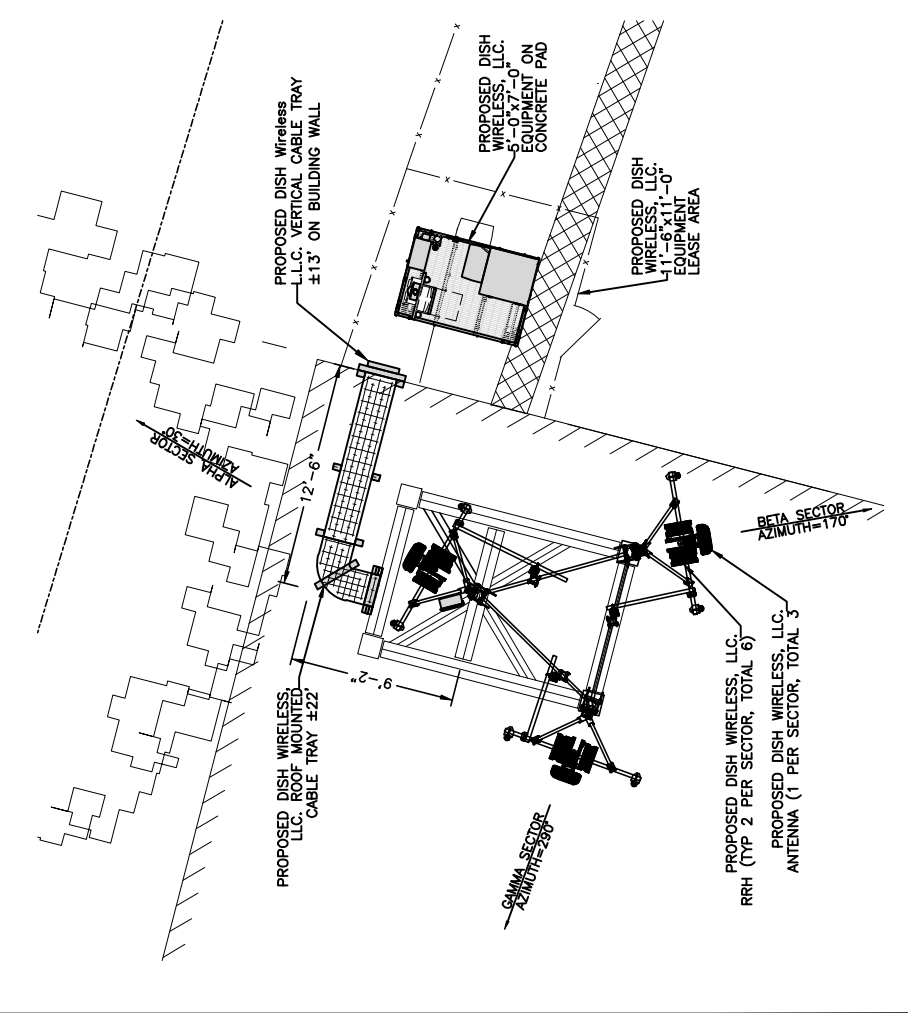 PROPOSED DISH Wireless
L.L.C. VERTICAL CABLE TRAY
±13' ON BUILDING WALL
PROPOSED DISH
WIRELESS, LLC.
5'-0"x7'-0"
EQUIPMENT ON
CONCRETE PAD
PROPOSED DISH
WIRELESS, LLC.
11'-6"x11'-0"
EQUIPMENT
LEASE AREA
ALPHA SECTOR
AZIMUTH=30°
12'-6"
BETA SECTOR
AZIMUTH=170°
9'-2"
PROPOSED DISH WIRELESS,
LLC. ROOF MOUNTED
CABLE TRAY ±22'
GAMMA SECTOR
AZIMUTH=290°
PROPOSED DISH WIRELESS, LLC.
RRH (TYP 2 PER SECTOR, TOTAL 6)
PROPOSED DISH WIRELESS, LLC.
ANTENNA (1 PER SECTOR, TOTAL 3